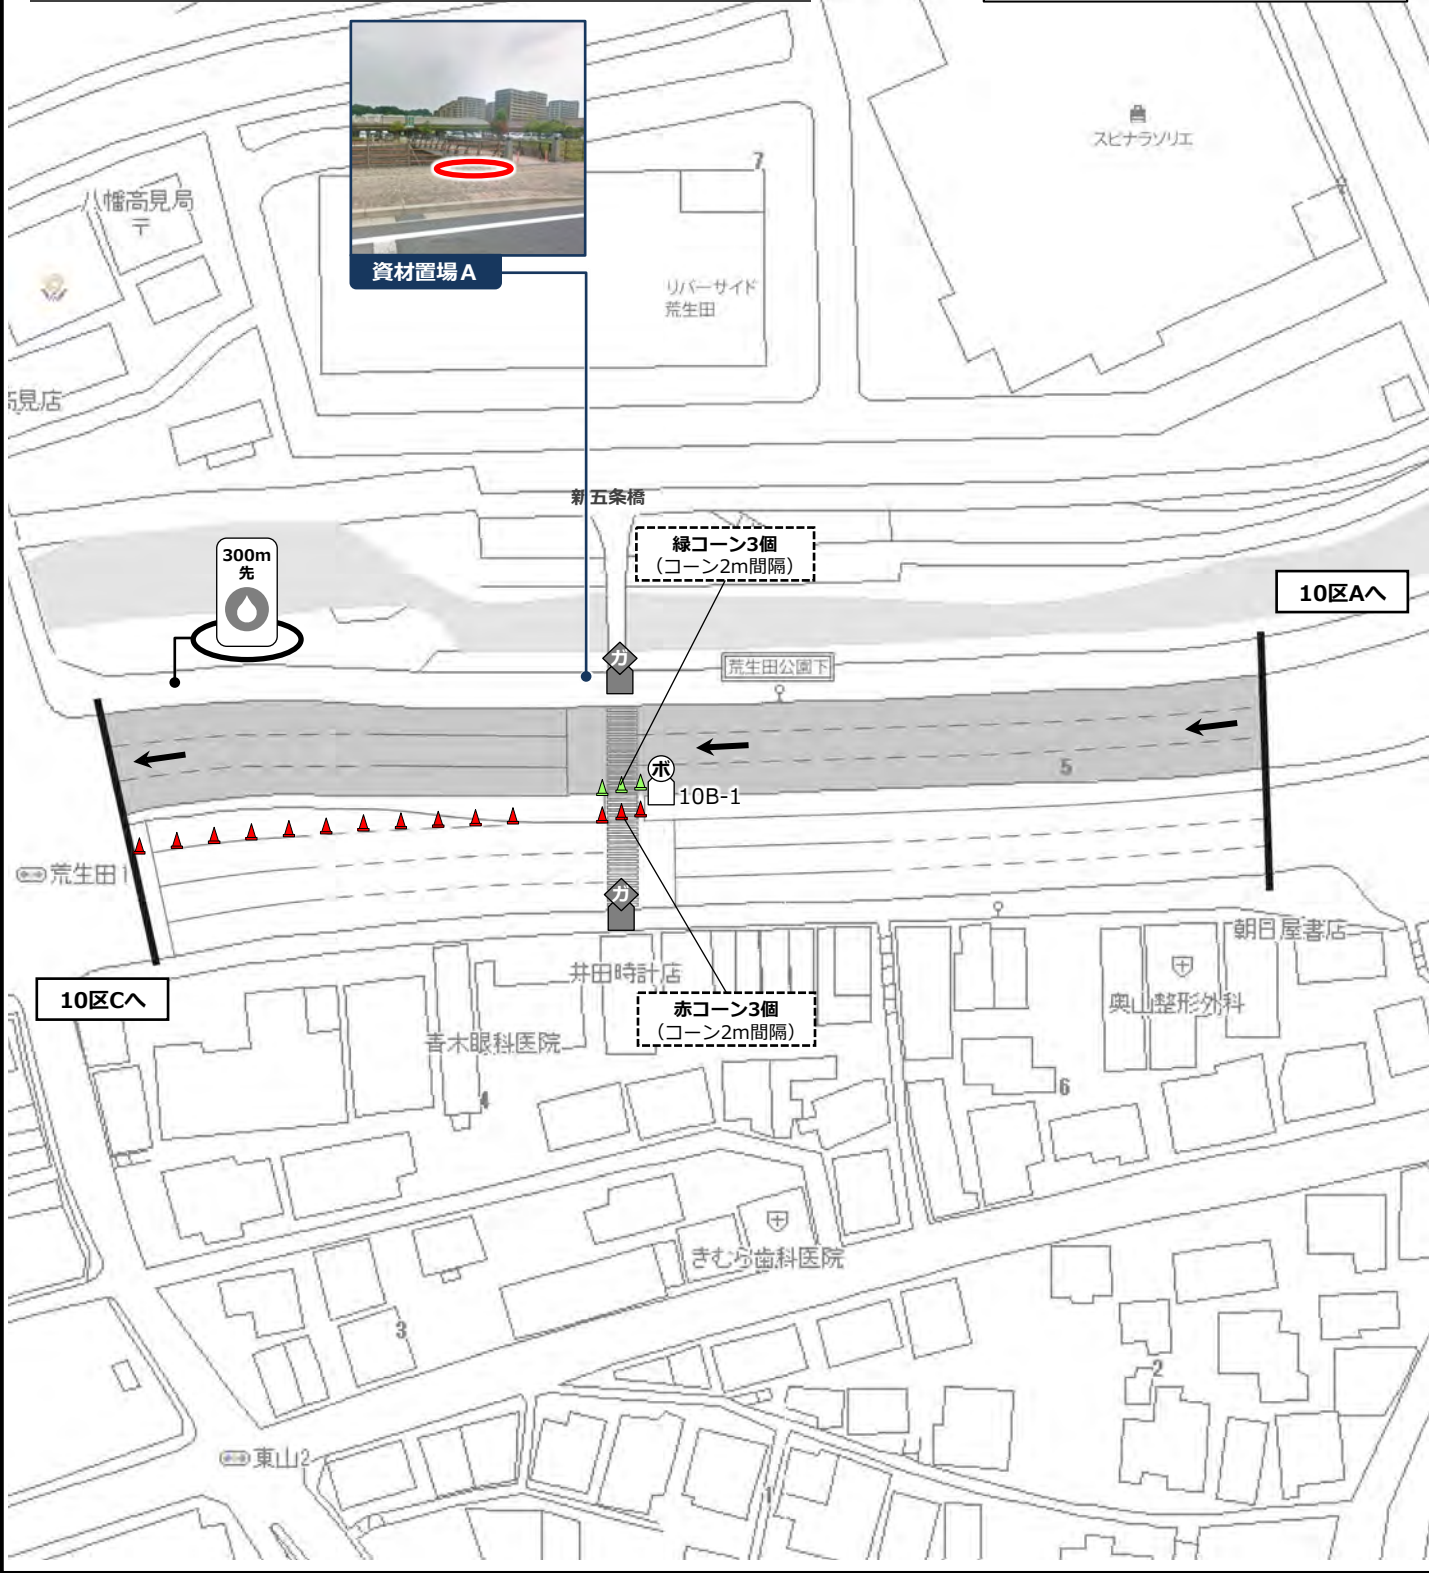 スピナラソリエ
7
八幡高見局
〒
資材置場A
リバーサイド
荒生田
高見店
新五条橋
緑コーン3個
(コーン2m間隔)
300m
先
10区Aへ
ガ
荒生田公園下
5
ボ
10B-1
荒生田1
ガ
朝日屋書店
井田時計店
10区Cへ
赤コーン3個
(コーン2m間隔)
奥山整形外科
青木眼科医院
4
6
きむら歯科医院
3
2
東山2
1